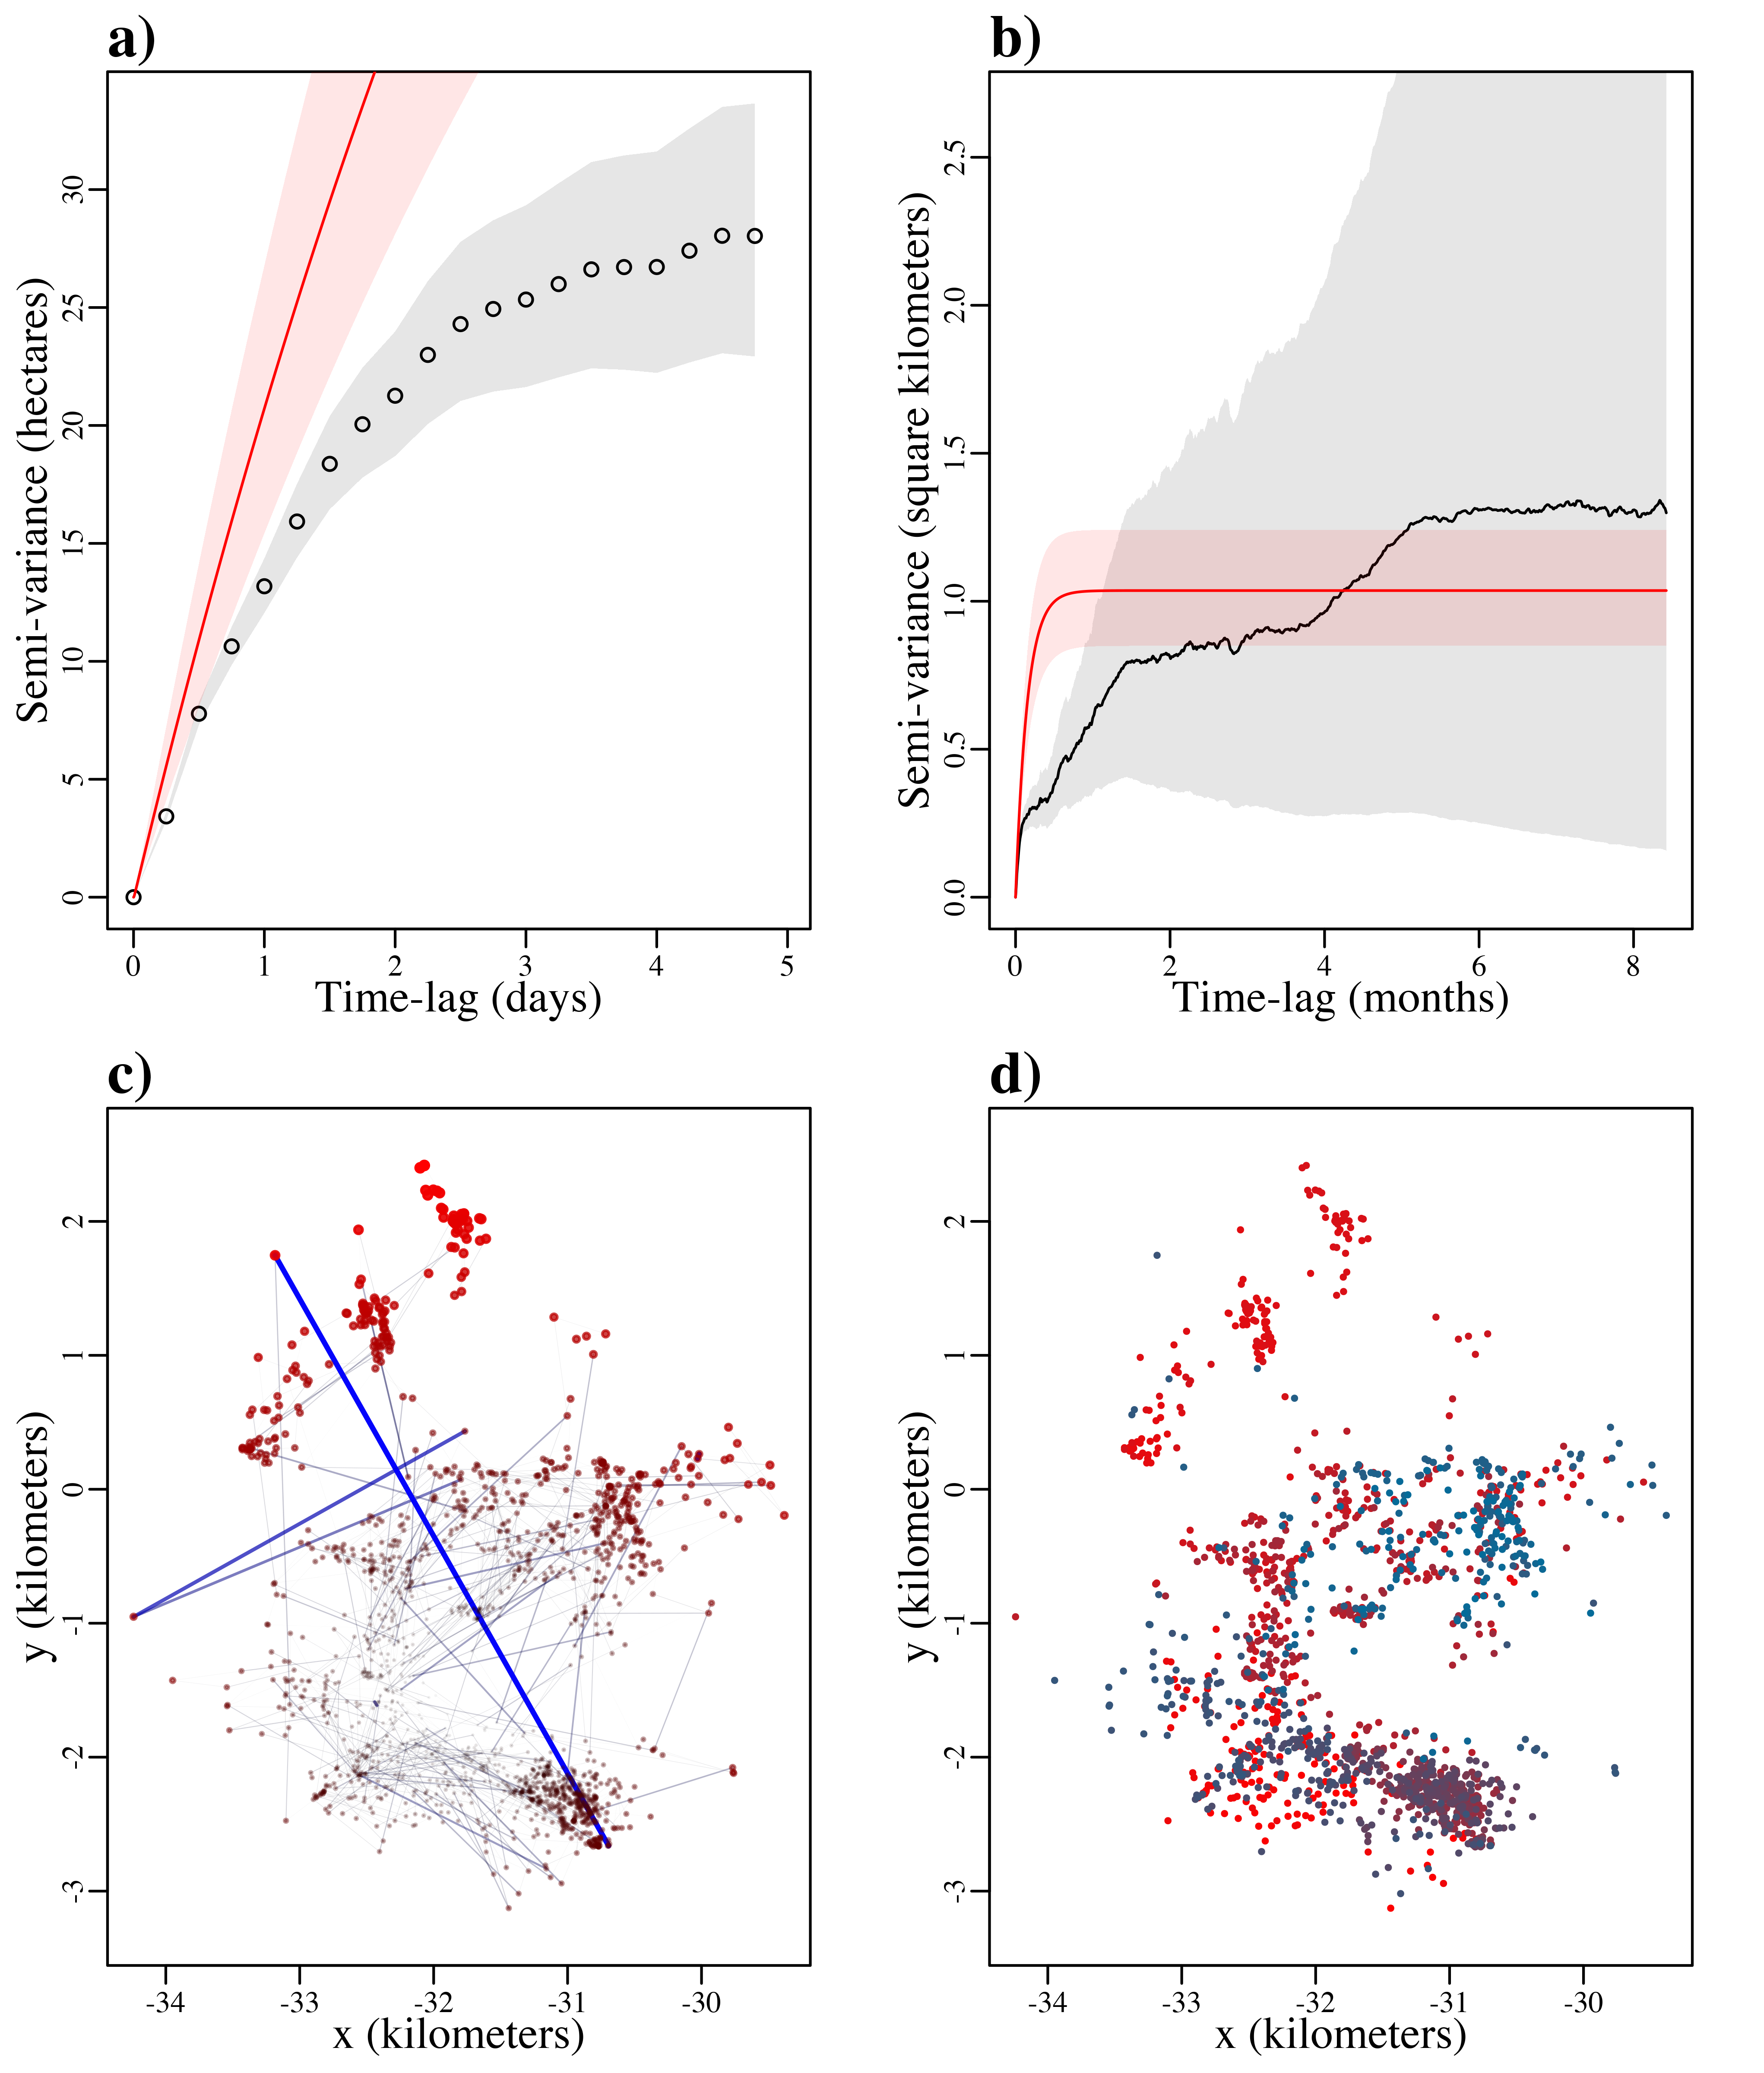 a)
Semi-variance (hectares)
30
25
20
15
10
5
0
0 1 2 3 4 5
Time-lag (days)
b)
Semi-variance (square kilometers)
2.5
2.0
1.5
1.0
0.5
0.0
0 2 4 6 8
Time-lag (months)
c)
y (kilometers)
2
1
0
-1
-2
-3
-34 -33 -32 -31 -30
x (kilometers)
d)
y (kilometers)
2
1
0
-1
-2
-3
-34 -33 -32 -31 -30
x (kilometers)